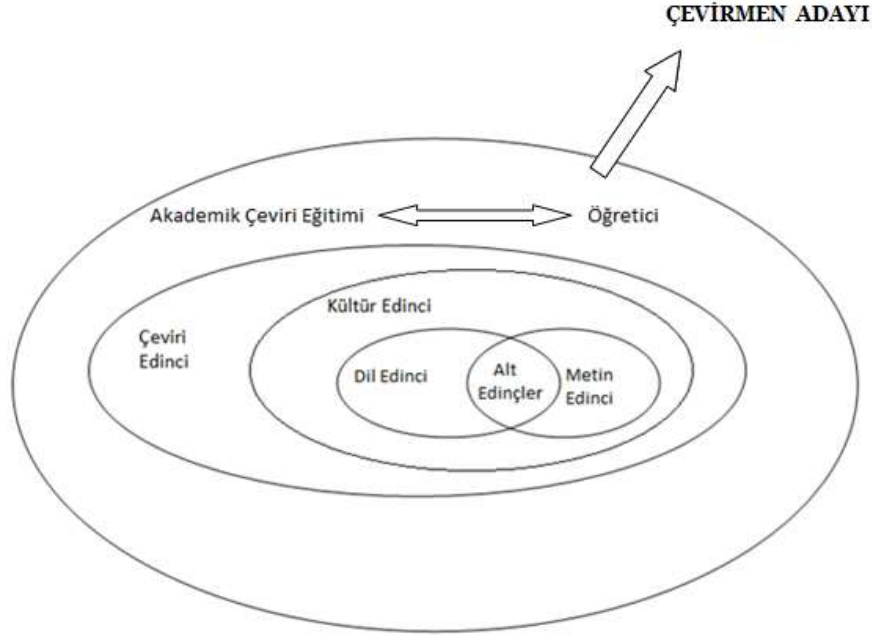 ÇEVİRMEN ADAYI
Akademik Çeviri Eğitimi
Öğretici
Kültür Edinci
Çeviri
Edinci
Dil Edinci
Alt
Edinçler
Metin
Edinci